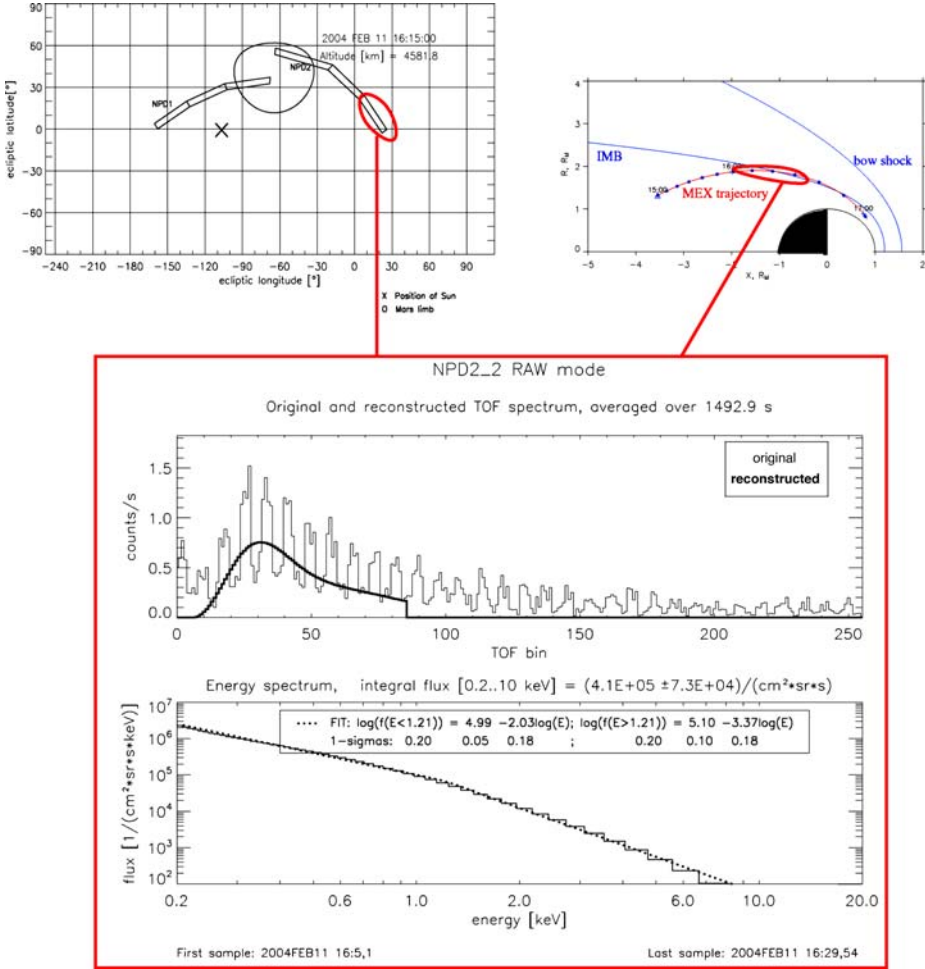 2004 FEB 11 16:15:00
Altitude [km] = 4581.8
NPD1
NPD2
ecliptic latitude[°]
90
60
30
0
-30
-60
-90
-240 -210 -180 -150 -120 -90 -60 -30 0 30 60 90
ecliptic longitude [°]
X Position of Sun
O Mars limb
R, RM
4
3
2
1
0
IMB
bow shock
15:00
16:00
17:00
MEX trajectory
-5 -4 -3 -2 -1 0 1 2
X, RM
NPD2_2 RAW mode
Original and reconstructed TOF spectrum, averaged over 1492.9 s
original
reconstructed
counts/s
1.5
1.0
0.5
0.0
0 50 100 150 200 250
TOF bin
Energy spectrum, integral flux [0.2..10 keV] = (4.1E+05 ±7.3E+04)/(cm²*sr*s)
FIT: log(f(E<1.21)) = 4.99 -2.03log(E); log(f(E>1.21)) = 5.10 -3.37log(E)
1-sigmas: 0.20 0.05 0.18 ; 0.20 0.10 0.18
flux [1/(cm²*sr*s*keV)]
10⁷
10⁶
10⁵
10⁴
10³
10²
0.2 0.6 1.0 2.0 6.0 10.0 20.0
energy [keV]
First sample: 2004FEB11 16:5,1
Last sample: 2004FEB11 16:29,54